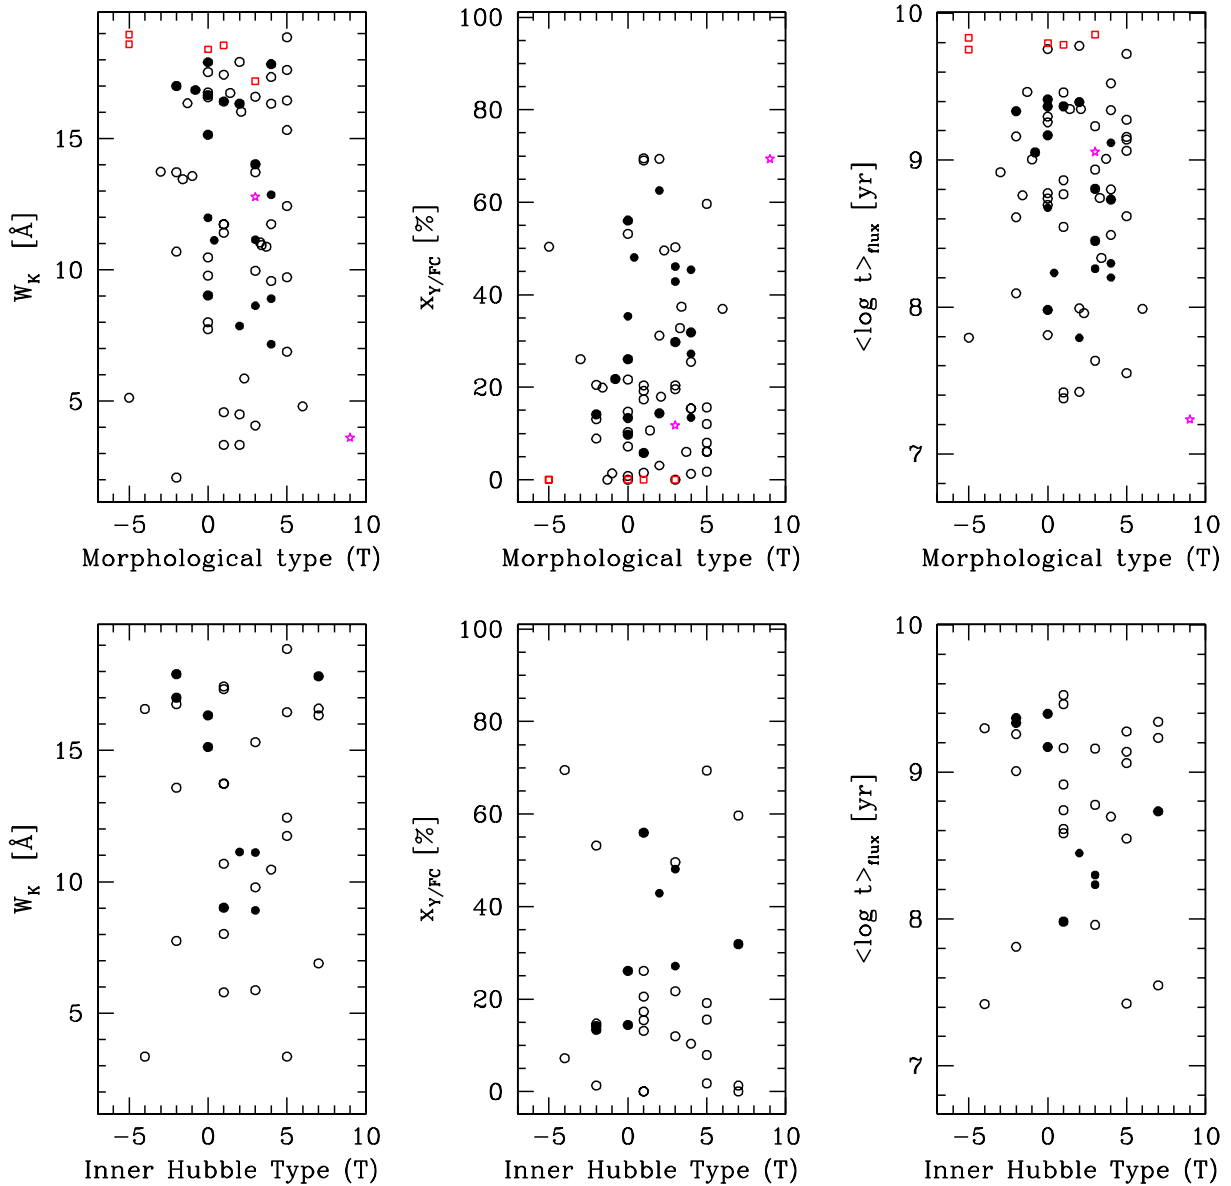 15
10
5
W_K [Å]
−5 0 5 10
Morphological type (T)
100
80
60
40
20
0
x_Y/FC [%]
−5 0 5 10
Morphological type (T)
10
9
8
7
<log t>_flux [yr]
−5 0 5 10
Morphological type (T)
15
10
5
W_K [Å]
−5 0 5 10
Inner Hubble Type (T)
100
80
60
40
20
0
x_Y/FC [%]
−5 0 5 10
Inner Hubble Type (T)
10
9
8
7
<log t>_flux [yr]
−5 0 5 10
Inner Hubble Type (T)